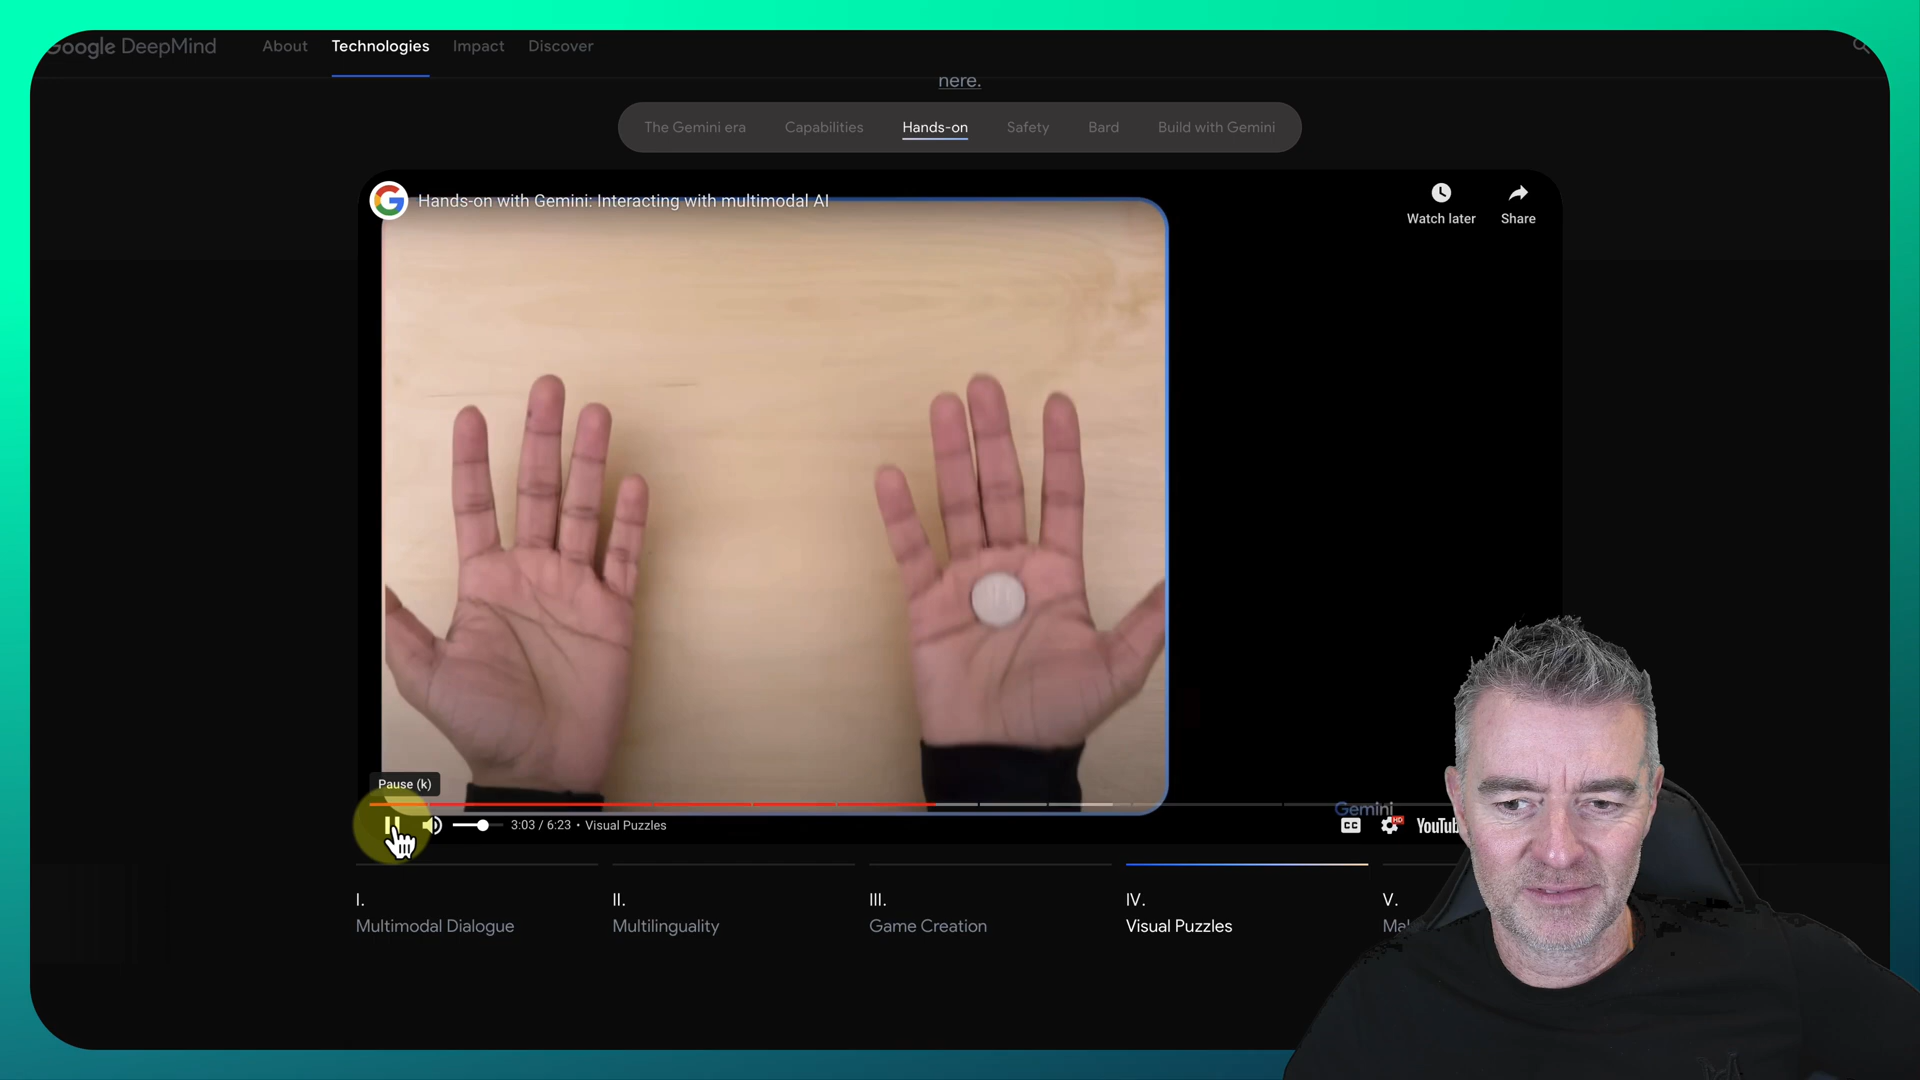 Google DeepMind About Technologies Impact Discover
here.
The Gemini era Capabilities Hands-on Safety Bard Build with Gemini
Hands-on with Gemini: Interacting with multimodal AI
Watch later Share
Pause (k)
Gemini
3:03 / 6:23 • Visual Puzzles CC HD YouTub
I. II. III. IV. V.
Multimodal Dialogue Multilinguality Game Creation Visual Puzzles